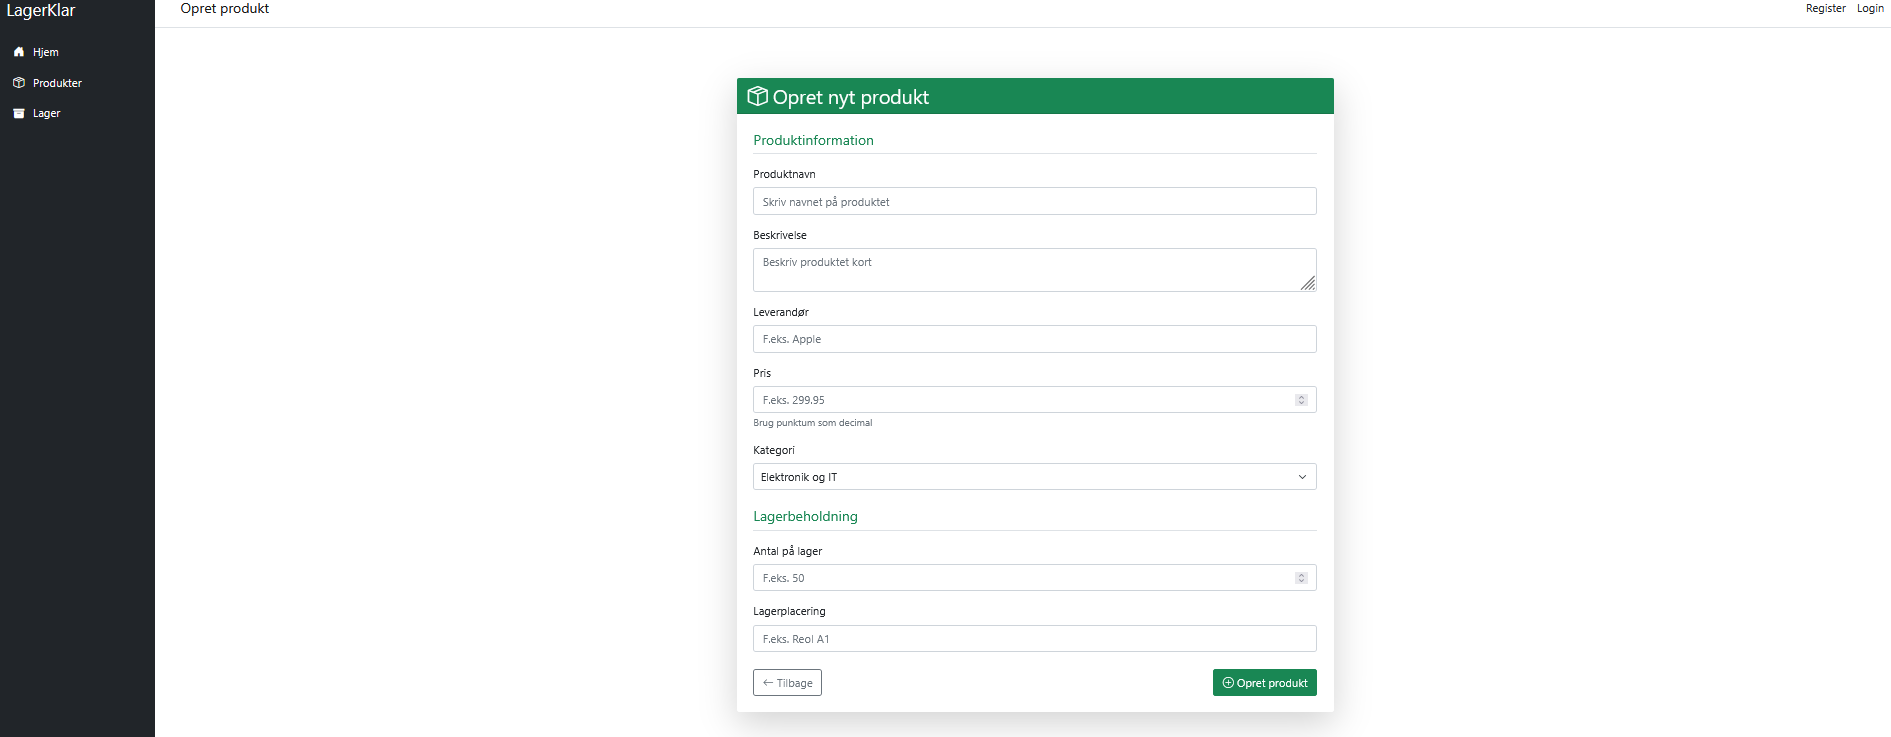 LagerKlar
Opret produkt
Register Login
Hjem
Produkter
Lager
Opret nyt produkt
Produktinformation
Produktnavn
Skriv navnet på produktet
Beskrivelse
Beskriv produktet kort
Leverandør
F.eks. Apple
Pris
F.eks. 299.95
Brug punktum som decimal
Kategori
Elektronik og IT
Lagerbeholdning
Antal på lager
F.eks. 50
Lagerplacering
F.eks. Reol A1
← Tilbage
Opret produkt